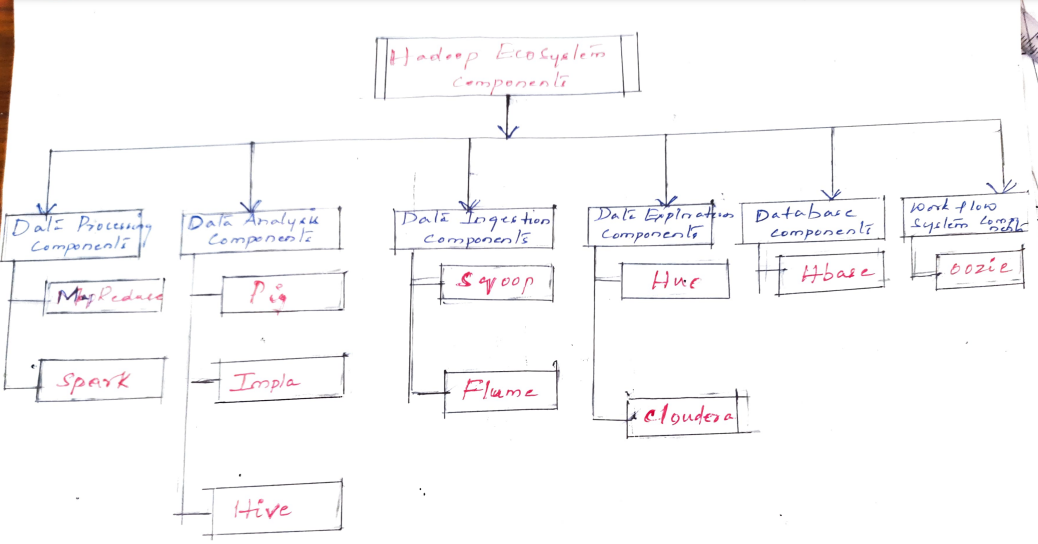 Hadoop Ecosystem
Components
Data Processing
Components
MapReduce
Spark
Data Analysis
Components
Pig
Impla
Hive
Data Ingestion
Components
Sqoop
Flume
Data Exploration
Components
Hue
Cloudera
Database
components
Hbase
Work flow
System Components
oozie